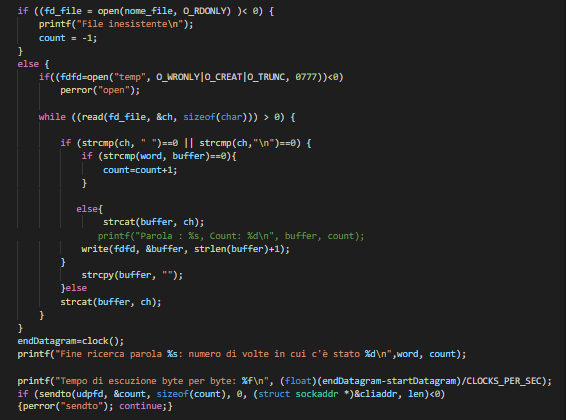 if ((fd_file = open(nome_file, O_RDONLY) )< 0) {
printf("File inesistente\n");
count = -1;
}
else {
if((fdfd=open("temp", O_WRONLY|O_CREAT|O_TRUNC, 0777))<0)
perror("open");
while ((read(fd_file, &ch, sizeof(char))) > 0) {
if (strcmp(ch, " ")==0 || strcmp(ch,"\n")==0) {
if (strcmp(word, buffer)==0){
count=count+1;
}
else{
strcat(buffer, ch);
printf("Parola : %s, Count: %d\n", buffer, count);
write(fdfd, &buffer, strlen(buffer)+1);
}
strcpy(buffer, "");
}else
strcat(buffer, ch);
}
}
endDatagram=clock();
printf("Fine ricerca parola %s: numero di volte in cui c'è stato %d\n",word, count);
printf("Tempo di escuzione byte per byte: %f\n", (float)(endDatagram-startDatagram)/CLOCKS_PER_SEC);
if (sendto(udpfd, &count, sizeof(count), 0, (struct sockaddr *)&cliaddr, len)<0)
{perror("sendto"); continue;}